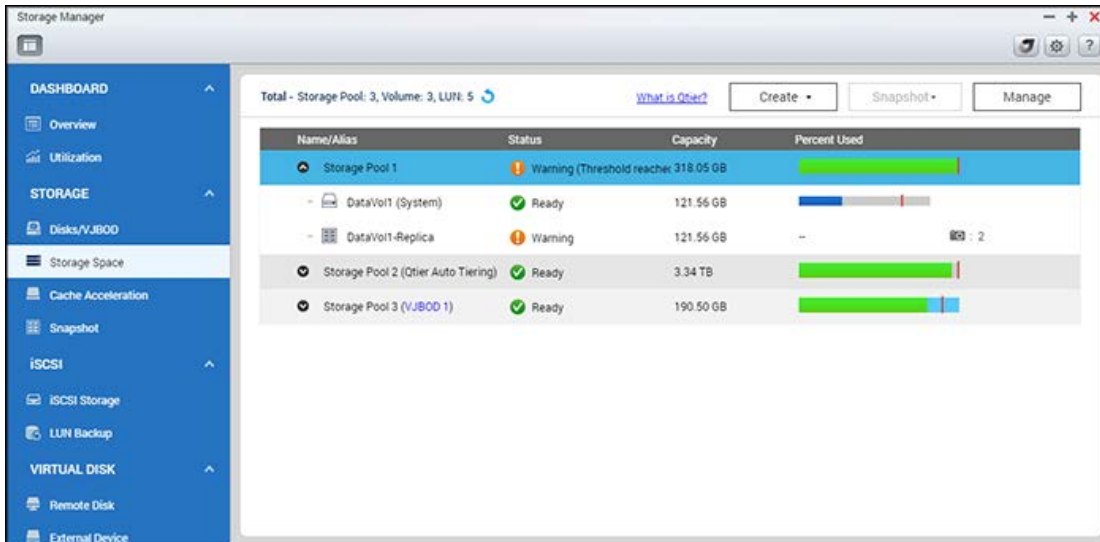 Storage Manager
DASHBOARD
Overview
Utilization
STORAGE
Disks/VJBOD
Storage Space
Cache Acceleration
Snapshot
iSCSI
iSCSI Storage
LUN Backup
VIRTUAL DISK
Remote Disk
External Device
Total - Storage Pool: 3, Volume: 3, LUN: 5 What is Qtier? Create Snapshot Manage
Name/Alias Status Capacity Percent Used
Storage Pool 1 Warning (Threshold reached 318.05 GB
DataVol1 (System) Ready 121.56 GB
DataVol1-Replica Warning 121.56 GB -- : 2
Storage Pool 2 (Qtier Auto Tiering) Ready 3.34 TB
Storage Pool 3 (VJBOD 1) Ready 190.50 GB